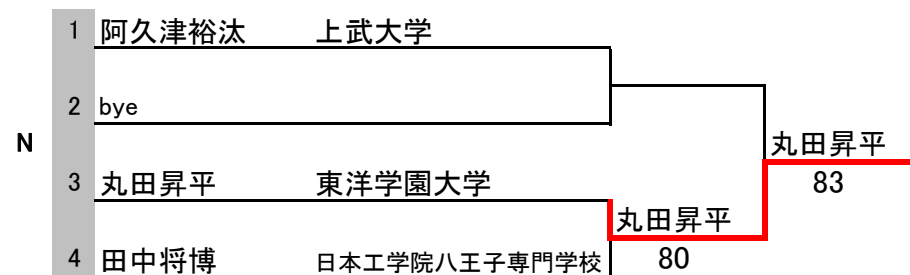 1 阿久津裕汰 上武大学
2 bye
N
丸田昇平
3 丸田昇平 東洋学園大学
83
丸田昇平
4 田中将博 日本工学院八王子専門学校
80